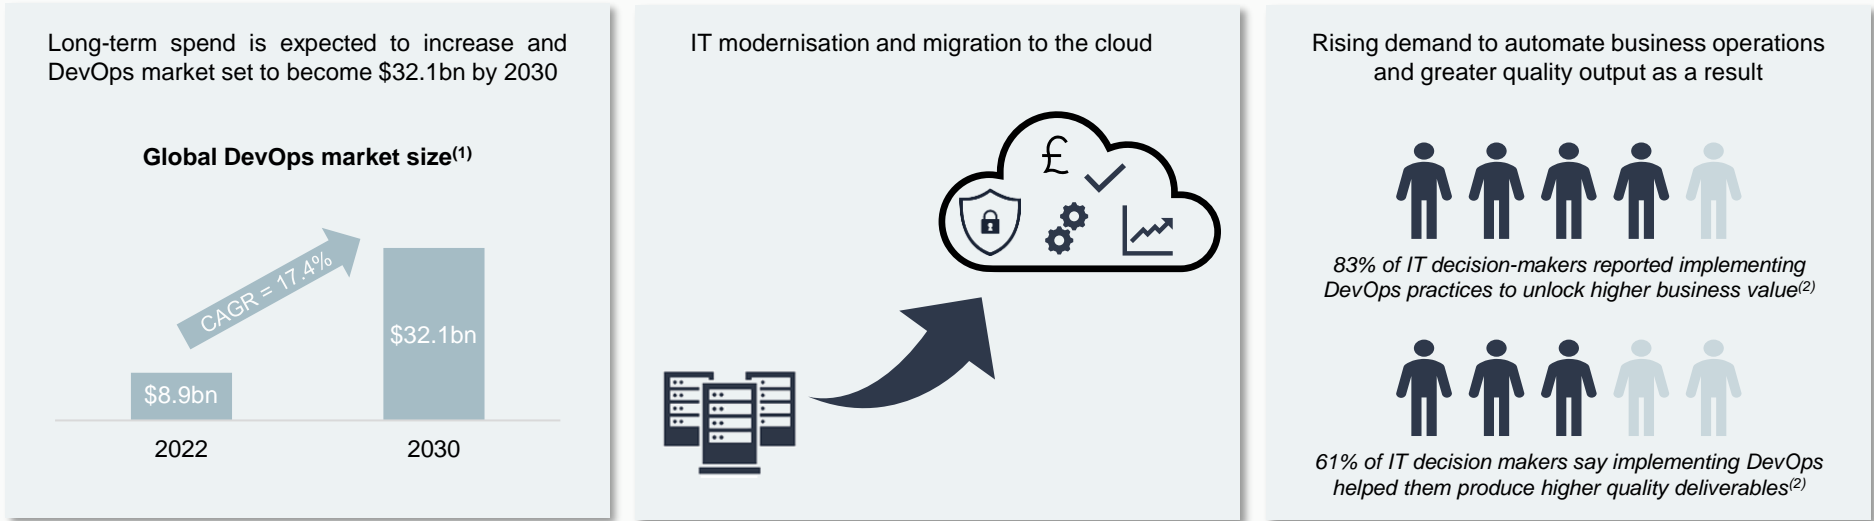 Long-term spend is expected to increase and
DevOps market set to become $32.1bn by 2030
Global DevOps market size(1)
CAGR = 17.4%
$8.9bn
$32.1bn
2022
2030
IT modernisation and migration to the cloud
£
Rising demand to automate business operations
and greater quality output as a result
83% of IT decision-makers reported implementing
DevOps practices to unlock higher business value(2)
61% of IT decision makers say implementing DevOps
helped them produce higher quality deliverables(2)